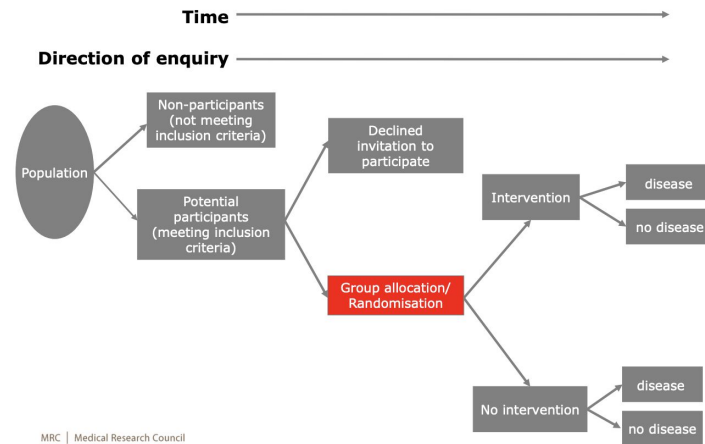 Time
Direction of enquiry
Non-participants
(not meeting
inclusion criteria)
Declined
invitation to
participate
Population
Potential
participants
(meeting inclusion
criteria)
Intervention
disease
no disease
Group allocation/
Randomisation
No intervention
disease
no disease
MRC | Medical Research Council